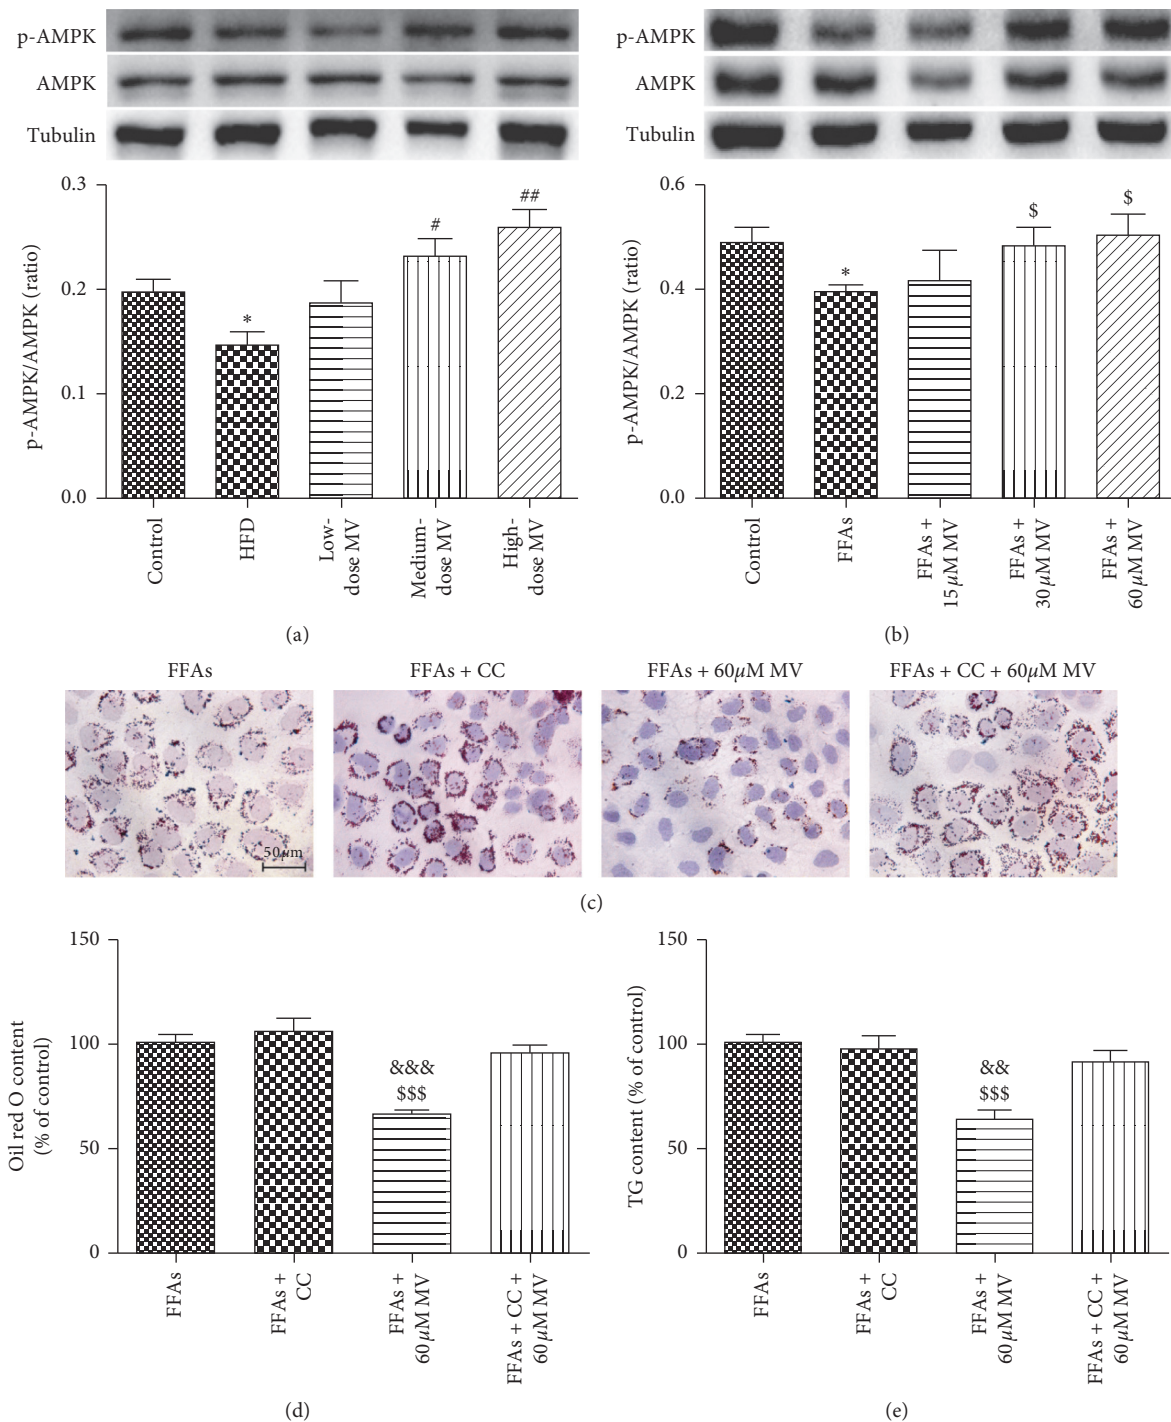 p-AMPK
AMPK
Tubulin
0.3
0.2
0.1
0.0
p-AMPK/AMPK (ratio)
*
#
##
Control
HFD
Low-
dose MV
Medium-
dose MV
High-
dose MV
(a)
p-AMPK
AMPK
Tubulin
0.6
0.4
0.2
0.0
p-AMPK/AMPK (ratio)
*
$
$
Control
FFAs
FFAs +
15 μM MV
FFAs +
30 μM MV
FFAs +
60 μM MV
(b)
FFAs
FFAs + CC
FFAs + 60μM MV
FFAs + CC + 60μM MV
50μm
(c)
150
100
50
0
Oil red O content
(% of control)
&&&
$$$
FFAs
FFAs +
CC
FFAs +
60 μM MV
FFAs + CC +
60 μM MV
(d)
150
100
50
0
TG content (% of control)
&&
$$$
FFAs
FFAs +
CC
FFAs +
60 μM MV
FFAs + CC +
60 μM MV
(e)